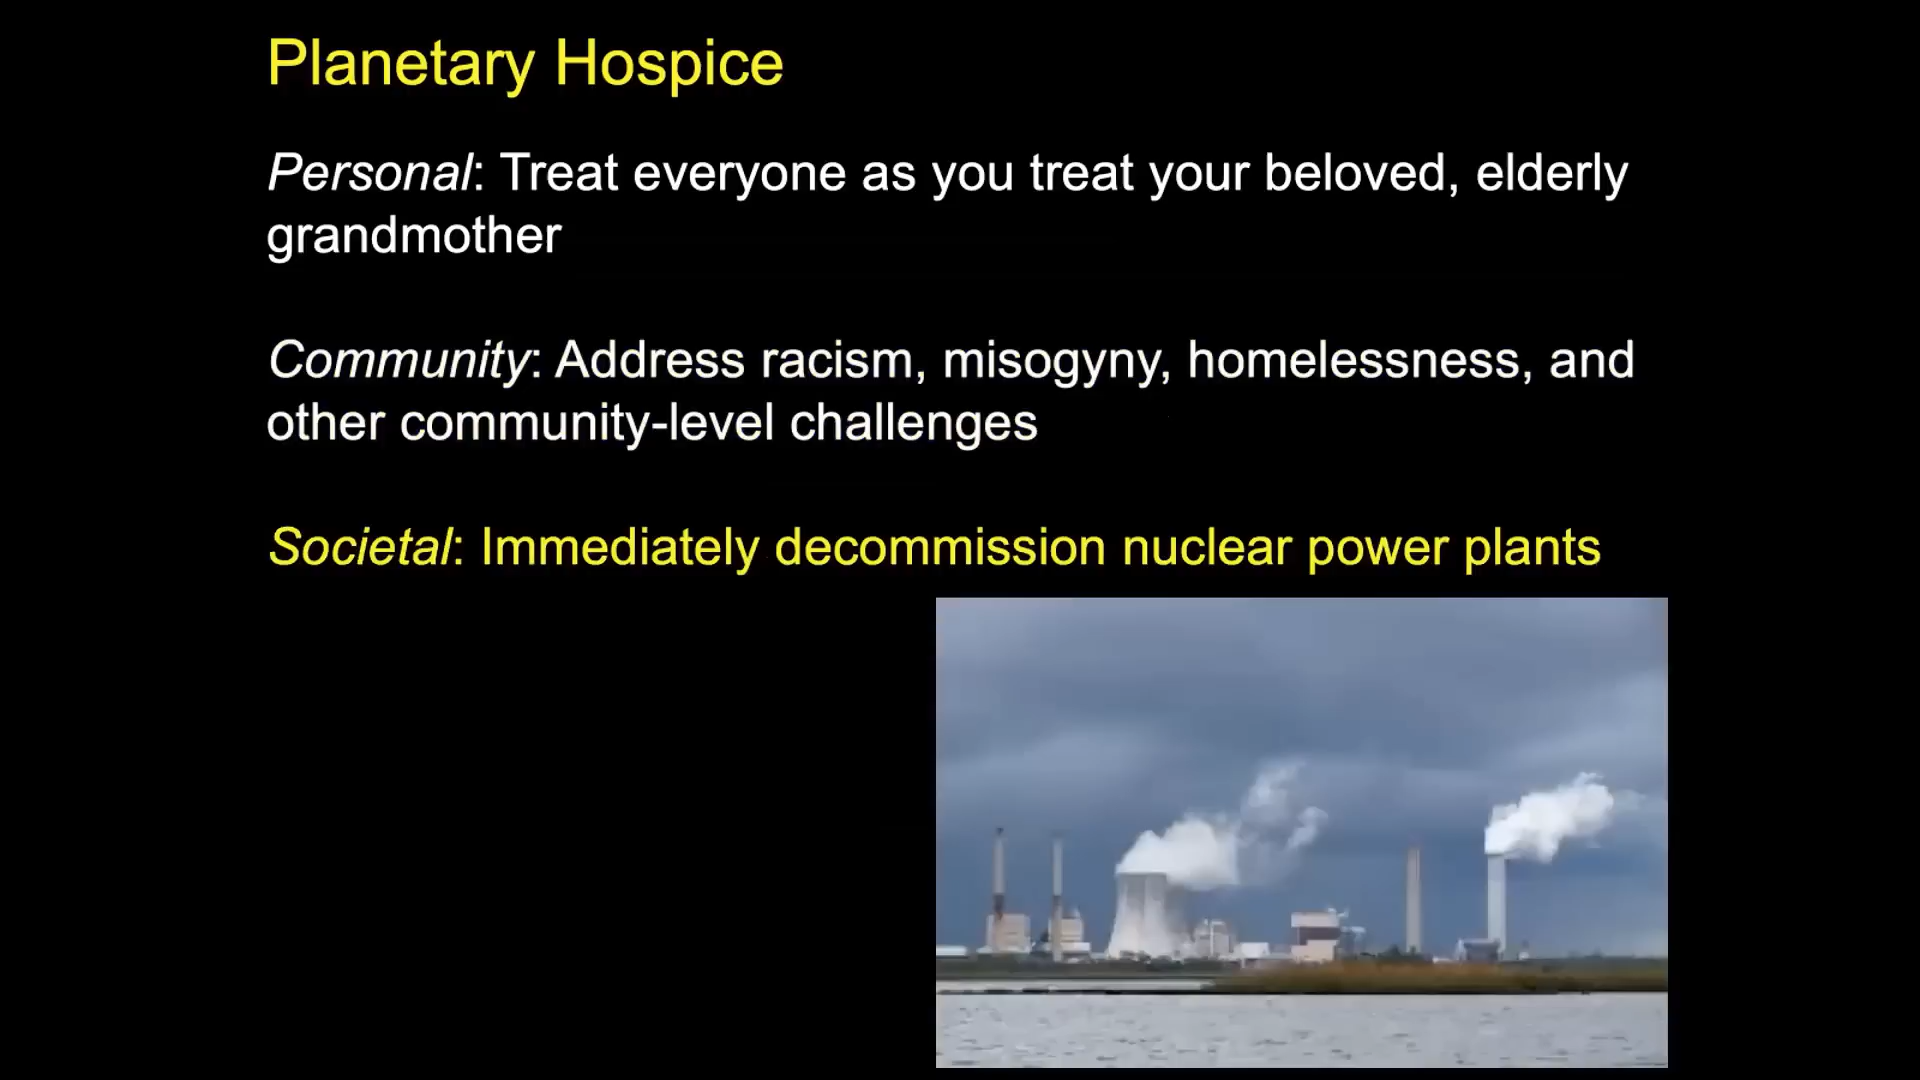 Planetary Hospice
Personal: Treat everyone as you treat your beloved, elderly
grandmother
Community: Address racism, misogyny, homelessness, and
other community-level challenges
Societal: Immediately decommission nuclear power plants